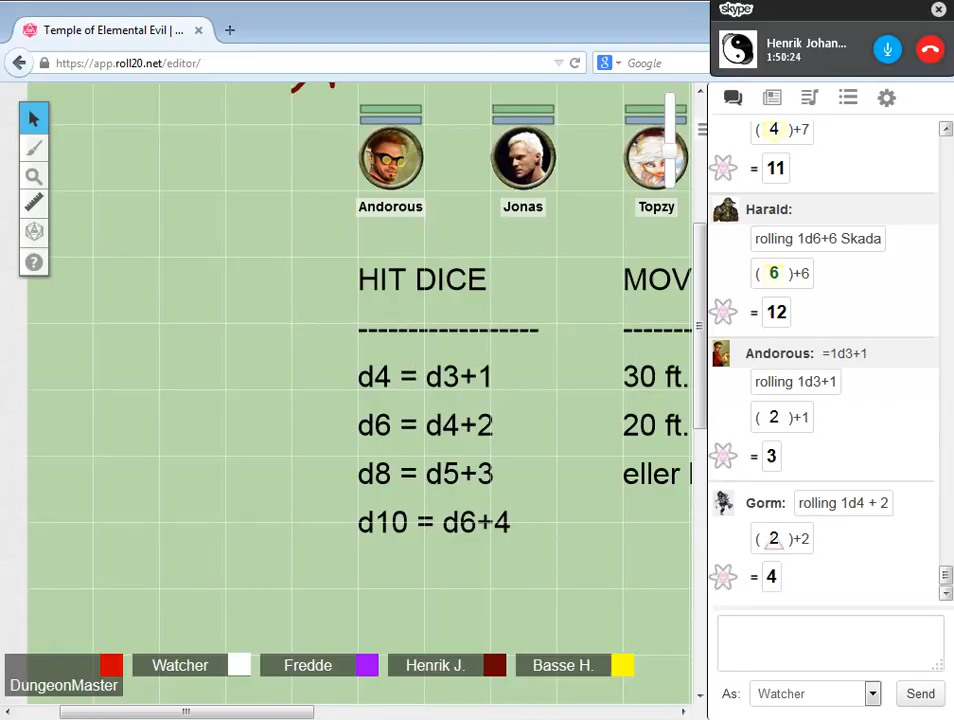 skype
Temple of Elemental Evil | ...
Henrik Johan...
1:50:24
https://app.roll20.net/editor/
Google
Andorous
Jonas
Topzy
HIT DICE
------------------
d4 = d3+1
d6 = d4+2
d8 = d5+3
d10 = d6+4
MOV
-------
30 ft.
20 ft.
eller
( 4 )+7
= 11
Harald:
rolling 1d6+6 Skada
( 6 )+6
= 12
Andorous: =1d3+1
rolling 1d3+1
( 2 )+1
= 3
Gorm: rolling 1d4 + 2
( 2 )+2
= 4
DungeonMaster
Watcher
Fredde
Henrik J.
Basse H.
As: Watcher
Send